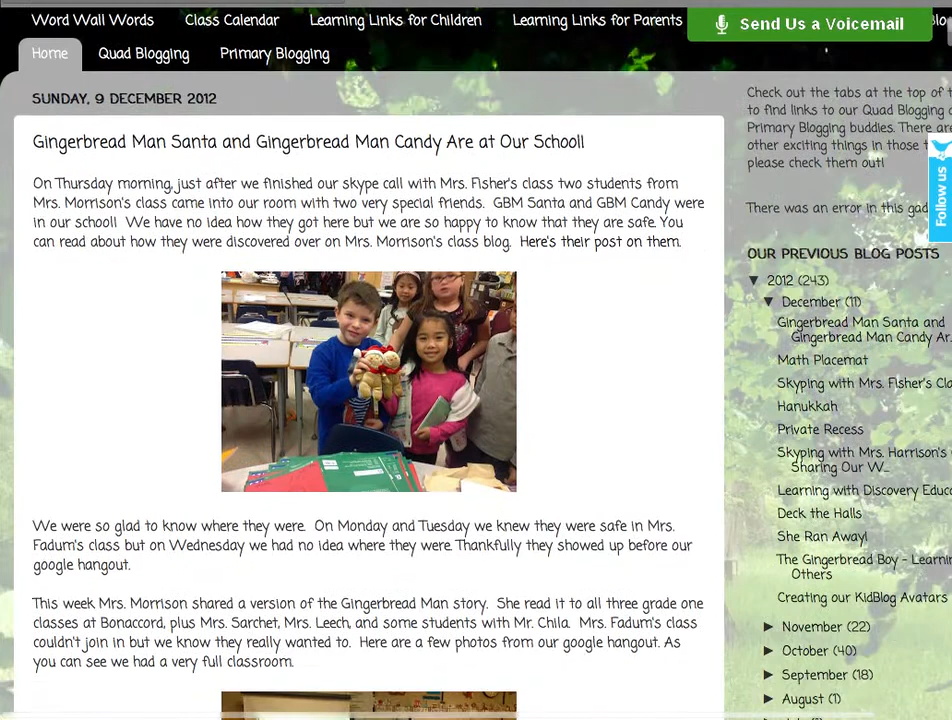 Word Wall Words
Class Calendar
Learning Links for Children
Learning Links for Parents
Send Us a Voicemail
Home
Quad Blogging
Primary Blogging
SUNDAY, 9 DECEMBER 2012
Gingerbread Man Santa and Gingerbread Man Candy Are at Our School!
On Thursday morning, just after we finished our skype call with Mrs. Fisher's class two students from
Mrs. Morrison's class came into our room with two very special friends. GBM Santa and GBM Candy were
in our school! We have no idea how they got here but we are so happy to know that they are safe. You
can read about how they were discovered over on Mrs. Morrison's class blog. Here's their post on them.
We were so glad to know where they were. On Monday and Tuesday we knew they were safe in Mrs.
Fadum's class but on Wednesday we had no idea where they were. Thankfully they showed up before our
google hangout.
This week Mrs. Morrison shared a version of the Gingerbread Man story. She read it to all three grade one
classes at Bonaccord, plus Mrs. Sarchet, Mrs. Leech, and some students with Mr. Chila. Mrs. Fadum's class
couldn't join in but we know they really wanted to. Here are a few photos from our google hangout. As
you can see we had a very full classroom.
Check out the tabs at the top of
to find links to our Quad Blogging
Primary Blogging buddies. There are
other exciting things in those
please check them out!
Follow us
There was an error in this gad
OUR PREVIOUS BLOG POSTS
▼ 2012 (243)
▼ December (11)
Gingerbread Man Santa and
Gingerbread Man Candy Ar...
Math Placemat
Skyping with Mrs. Fisher's Cla
Hanukkah
Private Recess
Skyping with Mrs. Harrison's
Sharing Our W...
Learning with Discovery Educ
Deck the Halls
She Ran Away!
The Gingerbread Boy - Learnin
Others
Creating our KidBlog Avatars
► November (22)
► October (40)
► September (18)
► August (1)